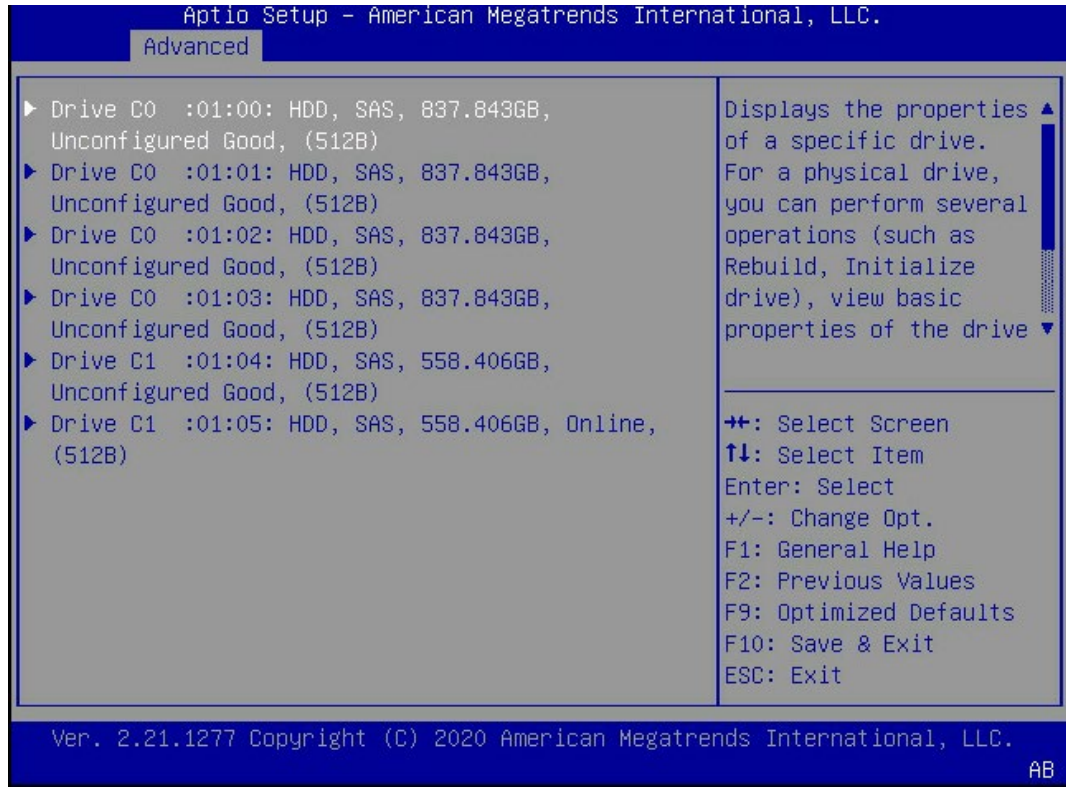 Aptio Setup – American Megatrends International, LLC.
Advanced
▶ Drive C0 :01:00: HDD, SAS, 837.843GB,
Unconfigured Good, (512B)
▶ Drive C0 :01:01: HDD, SAS, 837.843GB,
Unconfigured Good, (512B)
▶ Drive C0 :01:02: HDD, SAS, 837.843GB,
Unconfigured Good, (512B)
▶ Drive C0 :01:03: HDD, SAS, 837.843GB,
Unconfigured Good, (512B)
▶ Drive C1 :01:04: HDD, SAS, 558.406GB,
Unconfigured Good, (512B)
▶ Drive C1 :01:05: HDD, SAS, 558.406GB, Online,
(512B)
Displays the properties
of a specific drive.
For a physical drive,
you can perform several
operations (such as
Rebuild, Initialize
drive), view basic
properties of the drive
→←: Select Screen
↑↓: Select Item
Enter: Select
+/-: Change Opt.
F1: General Help
F2: Previous Values
F9: Optimized Defaults
F10: Save & Exit
ESC: Exit
Ver. 2.21.1277 Copyright (C) 2020 American Megatrends International, LLC.
AB